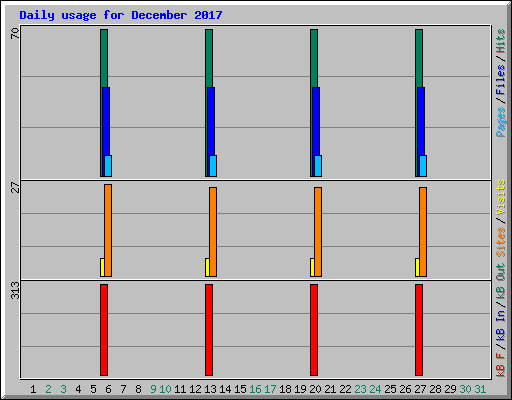 Daily usage for December 2017
70
27
313
Pages / Files / Hits
Sites / Visits
kB F / kB In / kB Out
1 2 3 4 5 6 7 8 9 10 11 12 13 14 15 16 17 18 19 20 21 22 23 24 25 26 27 28 29 30 31